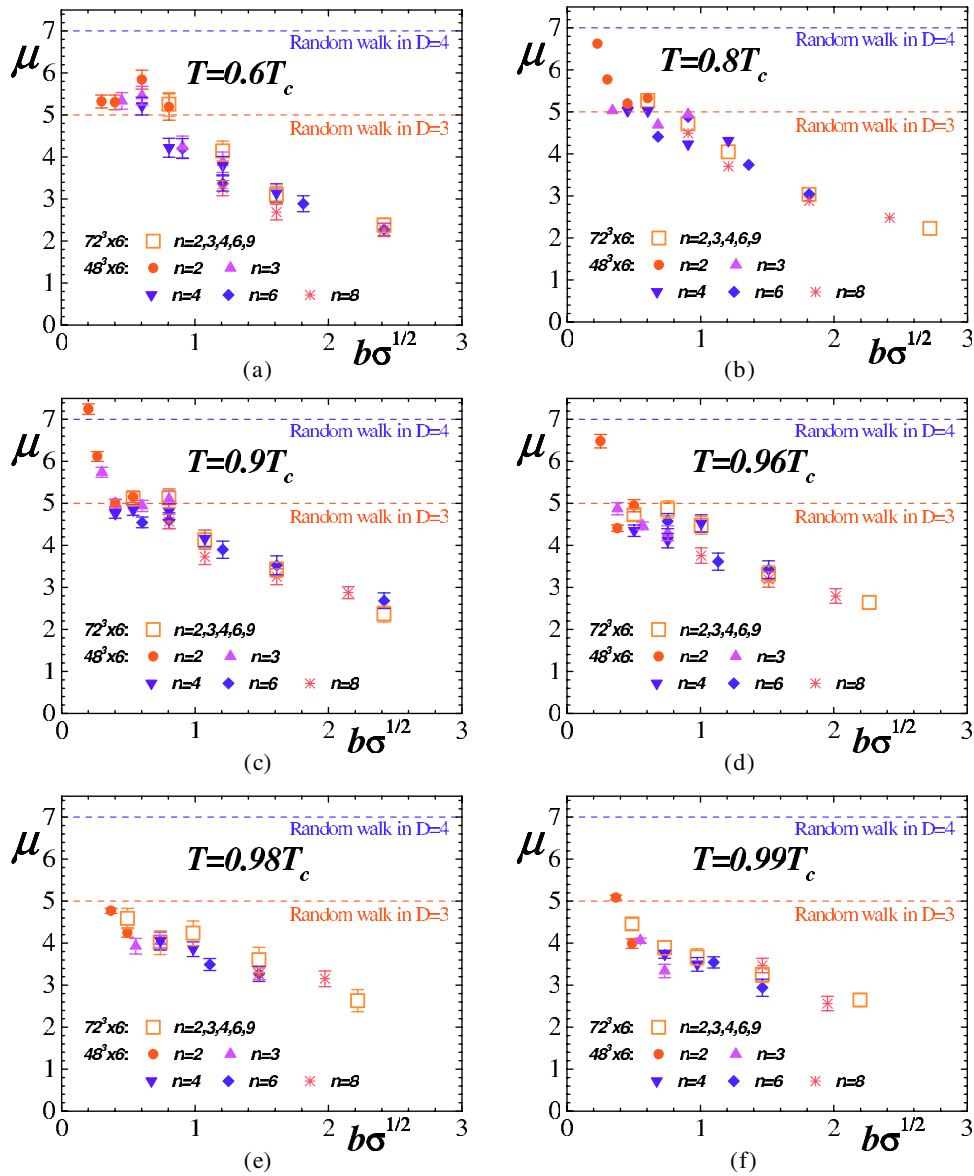 (a)
7
6
5
4
3
2
1
0
μ
Random walk in D=4
T=0.6T_c
Random walk in D=3
72³x6: n=2,3,4,6,9
48³x6: n=2 n=3
n=4 n=6 n=8
0 1 2 3
bσ^1/2
(a)
(b)
7
6
5
4
3
2
1
0
μ
Random walk in D=4
T=0.8T_c
Random walk in D=3
72³x6: n=2,3,4,6,9
48³x6: n=2 n=3
n=4 n=6 n=8
0 1 2 3
bσ^1/2
(b)
(c)
7
6
5
4
3
2
1
0
μ
Random walk in D=4
T=0.9T_c
Random walk in D=3
72³x6: n=2,3,4,6,9
48³x6: n=2 n=3
n=4 n=6 n=8
0 1 2 3
bσ^1/2
(c)
7
6
5
4
3
2
1
0
μ
Random walk in D=4
T=0.96T_c
Random walk in D=3
72³x6: n=2,3,4,6,9
48³x6: n=2 n=3
n=4 n=6 n=8
0 1 2 3
bσ^1/2
(d)
7
6
5
4
3
2
1
0
μ
Random walk in D=4
T=0.98T_c
Random walk in D=3
72³x6: n=2,3,4,6,9
48³x6: n=2 n=3
n=4 n=6 n=8
0 1 2 3
bσ^1/2
(e)
7
6
5
4
3
2
1
0
μ
Random walk in D=4
T=0.99T_c
Random walk in D=3
72³x6: n=2,3,4,6,9
48³x6: n=2 n=3
n=4 n=6 n=8
0 1 2 3
bσ^1/2
(f)